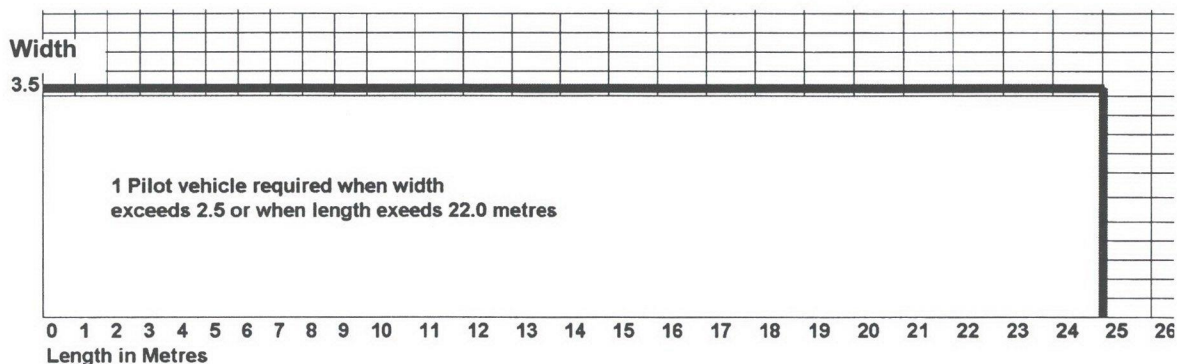 Width
3.5
1 Pilot vehicle required when width
exceeds 2.5 or when length exeeds 22.0 metres
0 1 2 3 4 5 6 7 8 9 10 11 12 13 14 15 16 17 18 19 20 21 22 23 24 25 26
Length in Metres